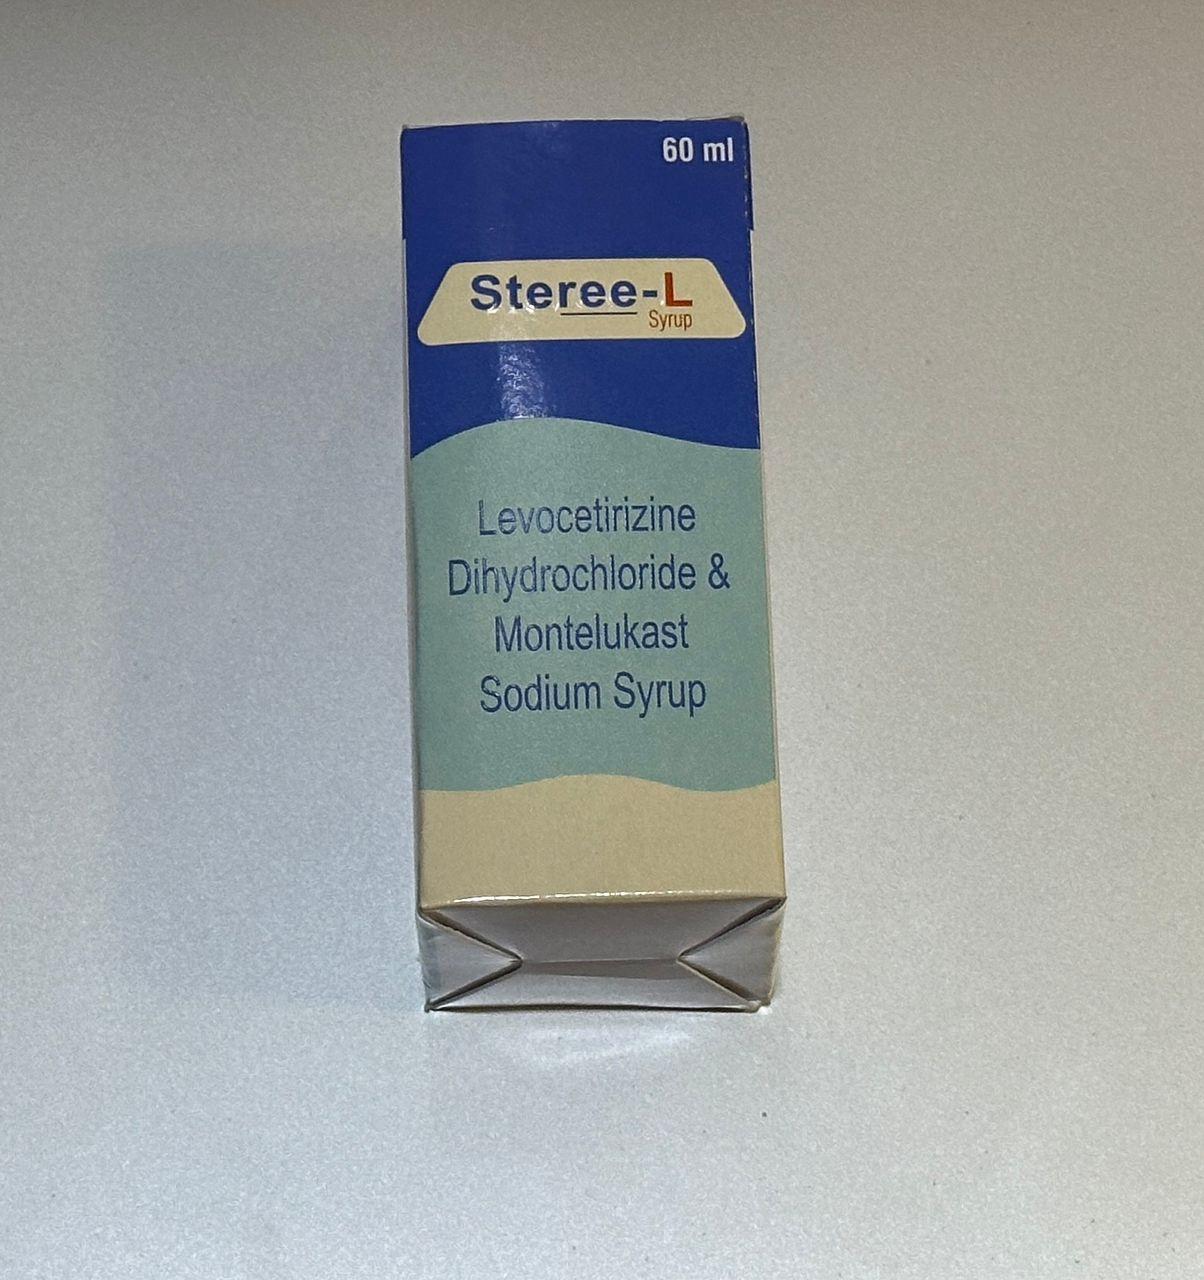 60 ml
Steree-L
Syrup
Levocetirizine
Dihydrochloride &
Montelukast
Sodium Syrup